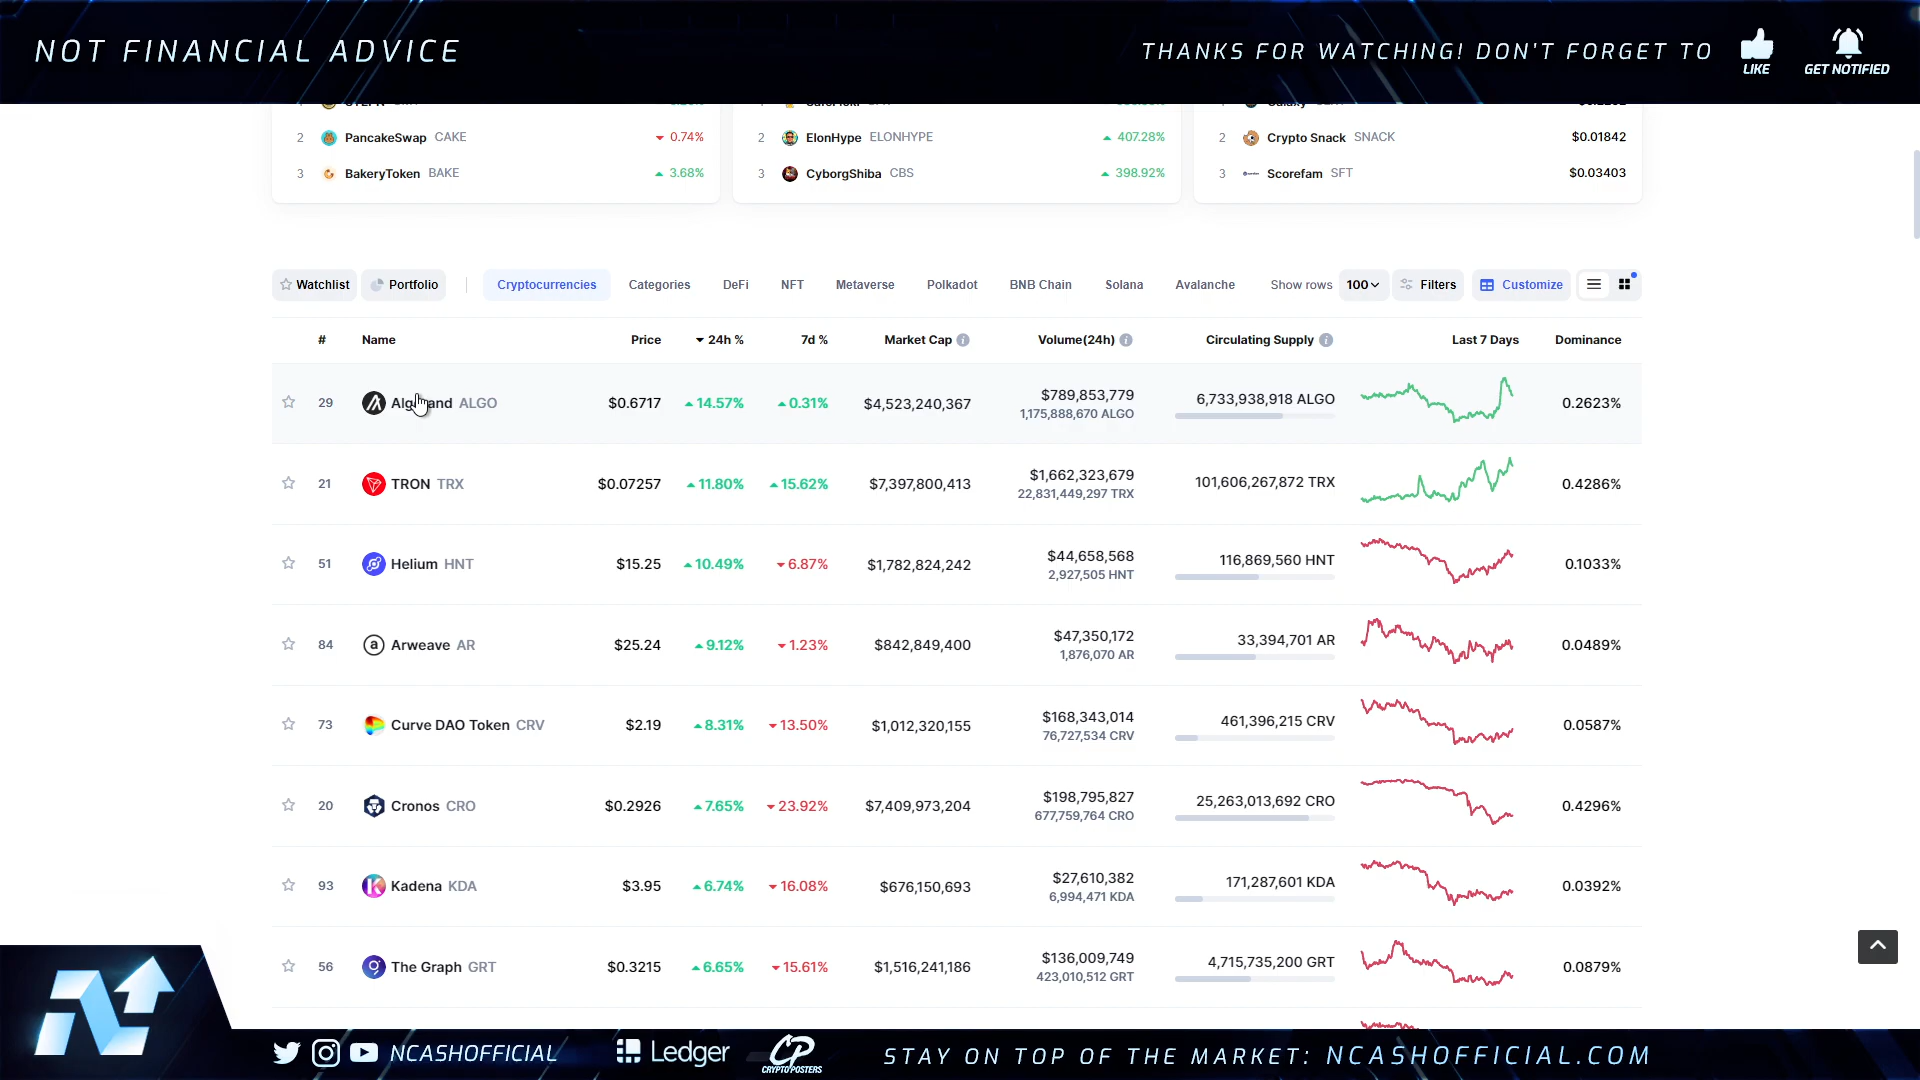 NOT FINANCIAL ADVICE
THANKS FOR WATCHING! DON'T FORGET TO
LIKE
GET NOTIFIED
2 PancakeSwap CAKE 0.74%
3 BakeryToken BAKE 3.68%
2 ElonHype ELONHYPE 407.28%
3 CyborgShiba CBS 398.92%
2 Crypto Snack SNACK $0.01842
3 Scorefam SFT $0.03403
Watchlist Portfolio Cryptocurrencies Categories DeFi NFT Metaverse Polkadot BNB Chain Solana Avalanche Show rows 100 Filters Customize
# Name Price 24h % 7d % Market Cap Volume(24h) Circulating Supply Last 7 Days Dominance
29 Algorand ALGO $0.6717 14.57% 0.31% $4,523,240,367 $789,853,779 6,733,938,918 ALGO 0.2623%
1,175,888,670 ALGO
21 TRON TRX $0.07257 11.80% 15.62% $7,397,800,413 $1,662,323,679 101,606,267,872 TRX 0.4286%
22,831,449,297 TRX
51 Helium HNT $15.25 10.49% 6.87% $1,782,824,242 $44,658,568 116,869,560 HNT 0.1033%
2,927,505 HNT
84 Arweave AR $25.24 9.12% 1.23% $842,849,400 $47,350,172 33,394,701 AR 0.0489%
1,876,070 AR
73 Curve DAO Token CRV $2.19 8.31% 13.50% $1,012,320,155 $168,343,014 461,396,215 CRV 0.0587%
76,727,534 CRV
20 Cronos CRO $0.2926 7.65% 23.92% $7,409,973,204 $198,795,827 25,263,013,692 CRO 0.4296%
677,759,764 CRO
93 Kadena KDA $3.95 6.74% 16.08% $676,150,693 $27,610,382 171,287,601 KDA 0.0392%
6,994,471 KDA
56 The Graph GRT $0.3215 6.65% 15.61% $1,516,241,186 $136,009,749 4,715,735,200 GRT 0.0879%
423,010,512 GRT
NCASHOFFICIAL
Ledger
CP
CRYPTOPOSTERS
STAY ON TOP OF THE MARKET: NCASHOFFICIAL.COM